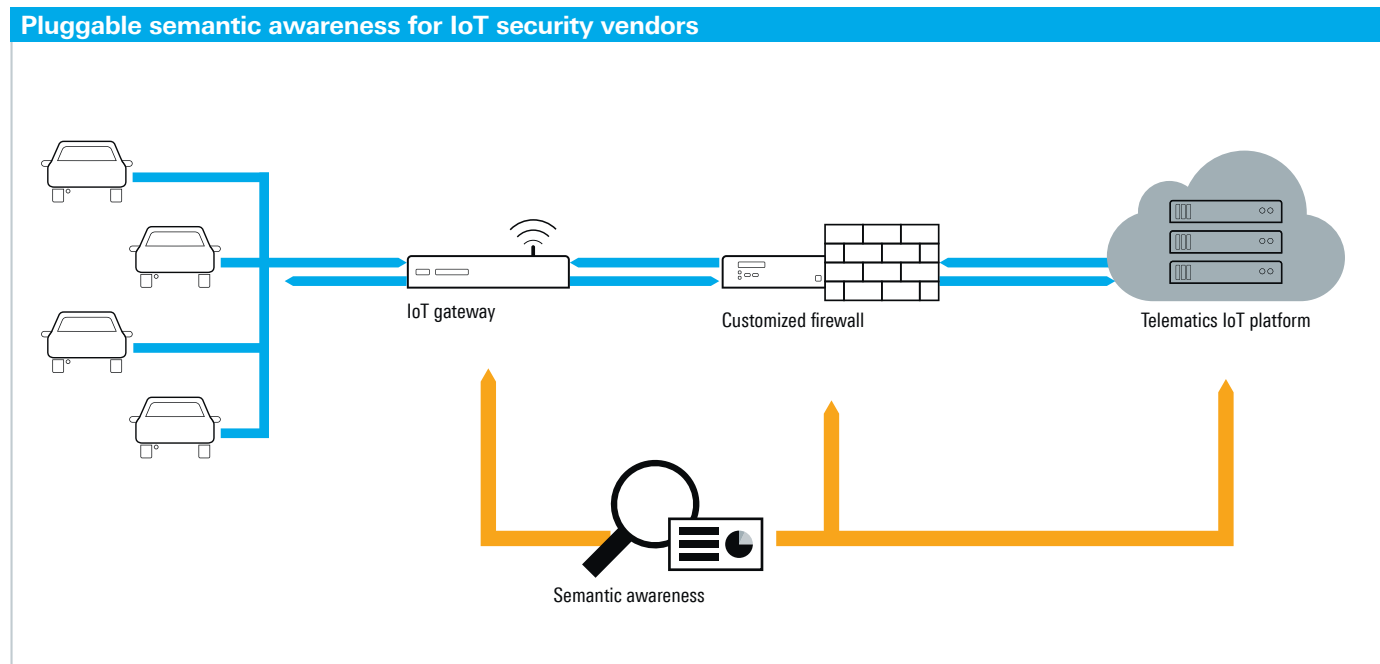 Pluggable semantic awareness for IoT security vendors
IoT gateway
Customized firewall
Telematics IoT platform
Semantic awareness